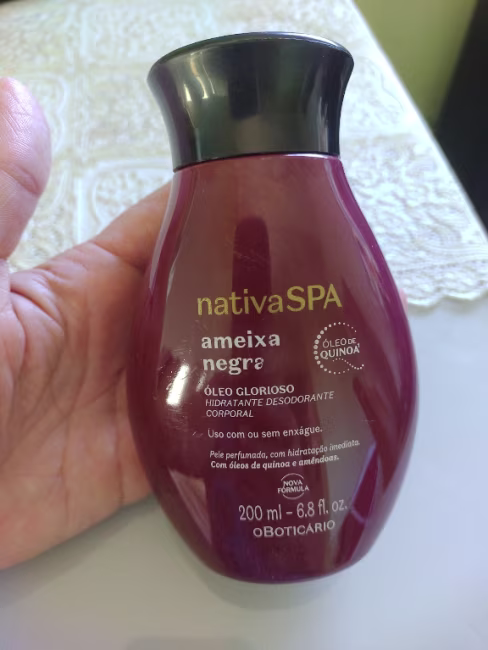 nativaSPA
ameixa
negra
ÓLEO DE
QUINOA
ÓLEO GLORIOSO
HIDRATANTE DESODORANTE
CORPORAL
Uso com ou sem enxágue.
Pele perfumada, com hidratação imediata.
Com óleos de quinoa e amêndoas.
NOVA
FÓRMULA
200 ml - 6.8 fl. oz.
oBOTICÁRIO